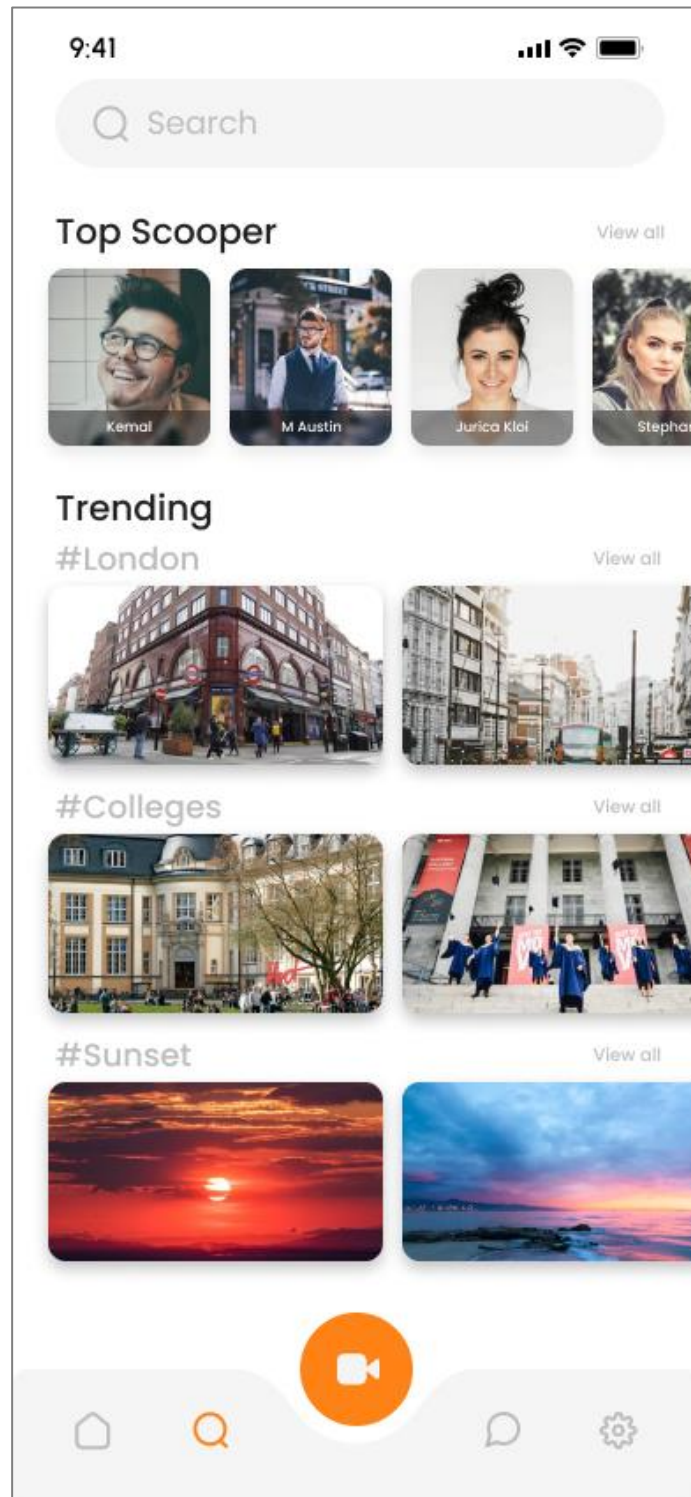 9:41
Search
Top Scooper
View all
Kemal
M Austin
Jurica Kloi
Stephan
Trending
#London
View all
#Colleges
View all
#Sunset
View all